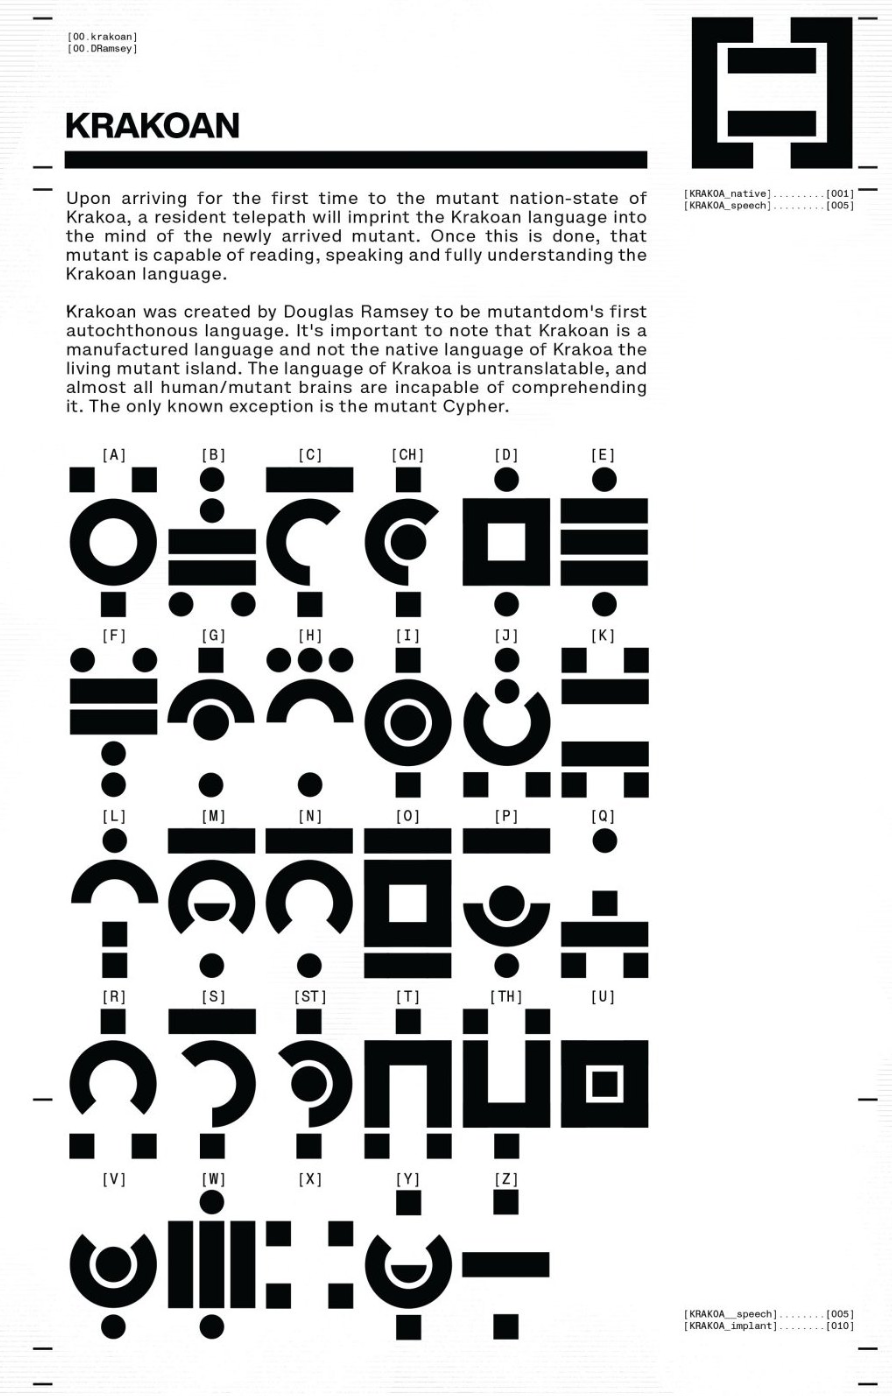 [00.krakoan]
[00.DRamsey]
KRAKOAN
[KRAKOA_native].........[001]
[KRAKOA_speech].........[005]
Upon arriving for the first time to the mutant nation-state of
Krakoa, a resident telepath will imprint the Krakoan language into
the mind of the newly arrived mutant. Once this is done, that
mutant is capable of reading, speaking and fully understanding the
Krakoan language.
Krakoan was created by Douglas Ramsey to be mutantdom's first
autochthonous language. It's important to note that Krakoan is a
manufactured language and not the native language of Krakoa the
living mutant island. The language of Krakoa is untranslatable, and
almost all human/mutant brains are incapable of comprehending
it. The only known exception is the mutant Cypher.
[A] [B] [C] [CH] [D] [E]
[F] [G] [H] [I] [J] [K]
[L] [M] [N] [O] [P] [Q]
[R] [S] [ST] [T] [TH] [U]
[V] [W] [X] [Y] [Z]
[KRAKOA__speech]........[005]
[KRAKOA_implant]........[010]